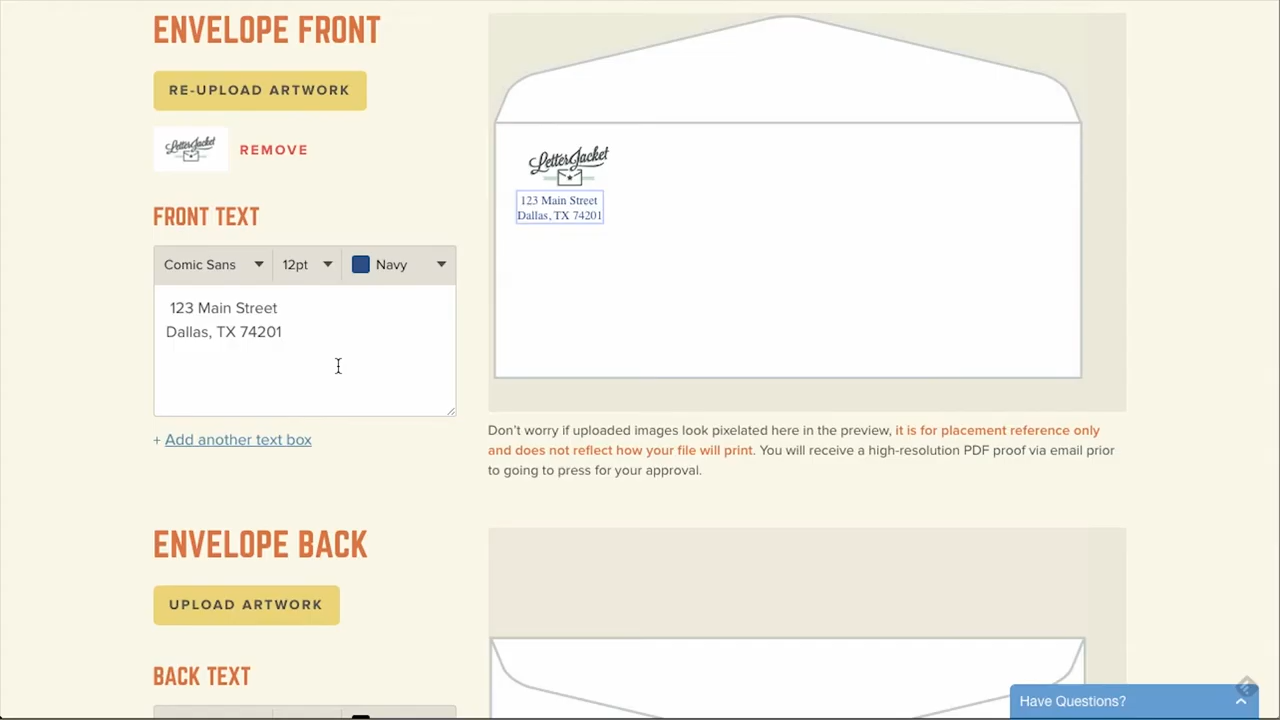 ENVELOPE FRONT
RE-UPLOAD ARTWORK
LetterJacket
REMOVE
FRONT TEXT
Comic Sans
12pt
Navy
123 Main Street
Dallas, TX 74201
+ Add another text box
LetterJacket
123 Main Street
Dallas, TX 74201
Don't worry if uploaded images look pixelated here in the preview, it is for placement reference only
and does not reflect how your file will print. You will receive a high-resolution PDF proof via email prior
to going to press for your approval.
ENVELOPE BACK
UPLOAD ARTWORK
BACK TEXT
Have Questions?